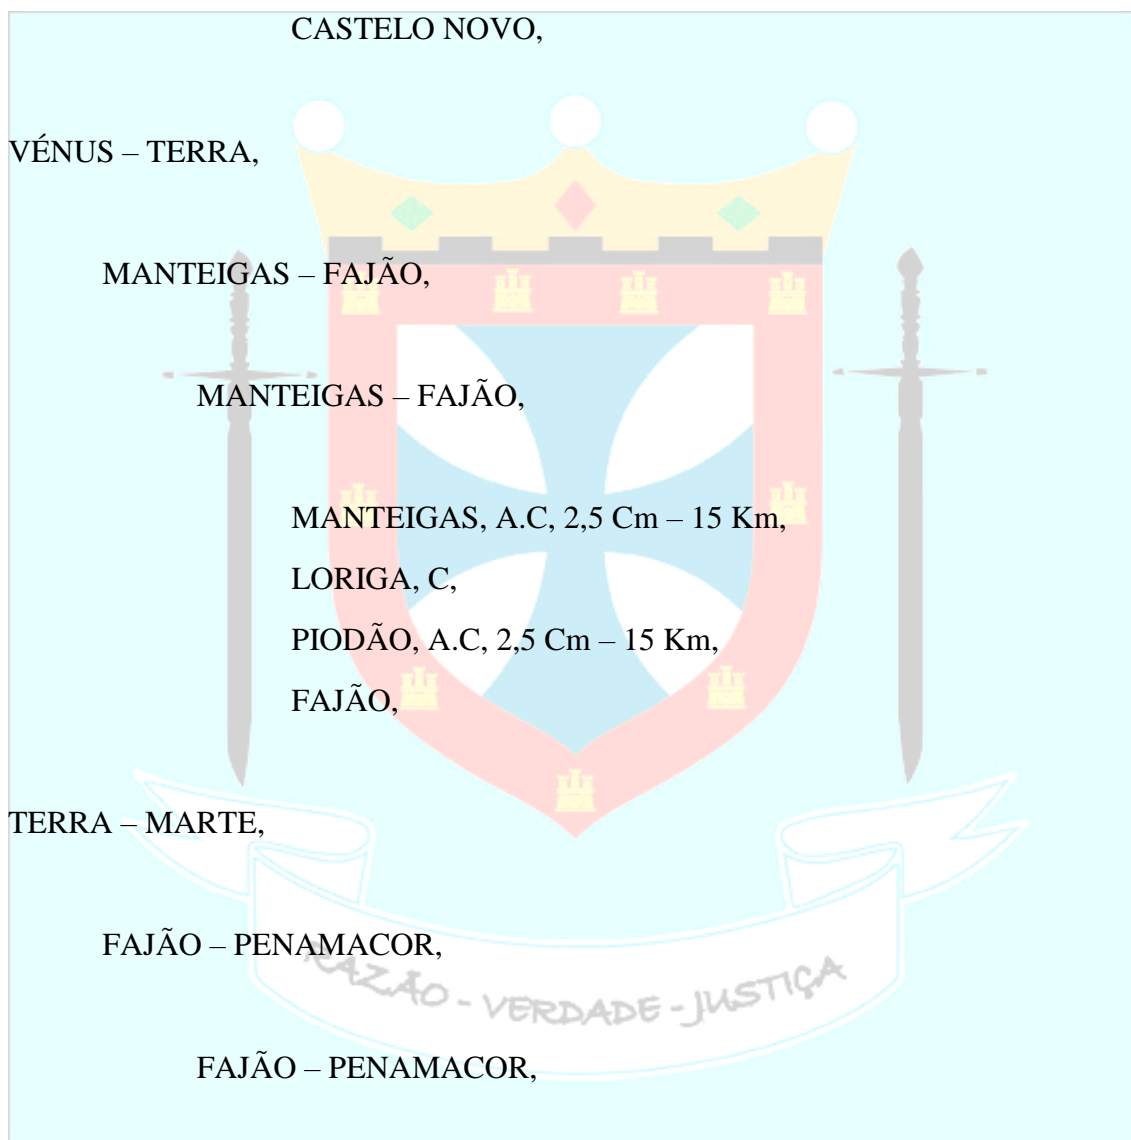 CASTELO NOVO,
VÉNUS – TERRA,
MANTEIGAS – FAJÃO,
MANTEIGAS – FAJÃO,
MANTEIGAS, A.C, 2,5 Cm – 15 Km,
LORIGA, C,
PIODÃO, A.C, 2,5 Cm – 15 Km,
FAJÃO,
TERRA – MARTE,
FAJÃO – PENAMACOR,
RAZÃO - VERDADE - JUSTIÇA
FAJÃO – PENAMACOR,